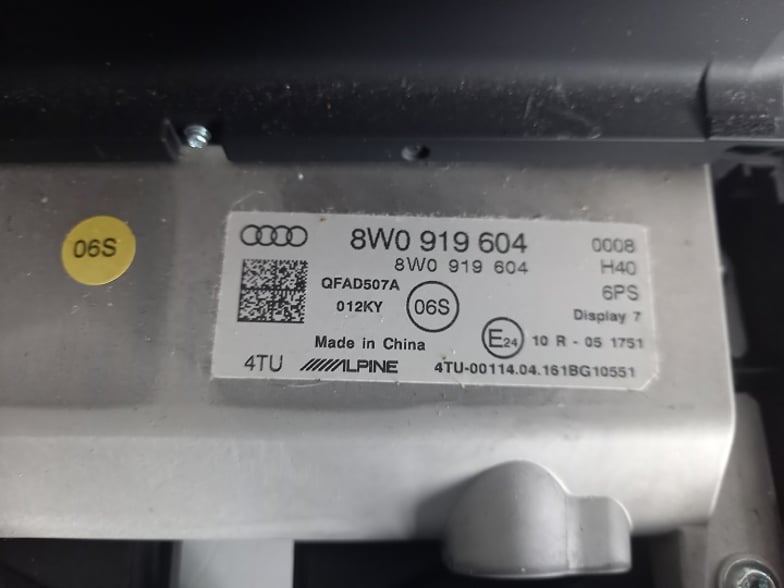 06S
8W0 919 604
0008
8W0 919 604
H40
QFAD507A
6PS
012KY
06S
Display 7
Made in China
E24
10 R - 05 1751
4TU
ALPINE
4TU-00114.04.161BG10551